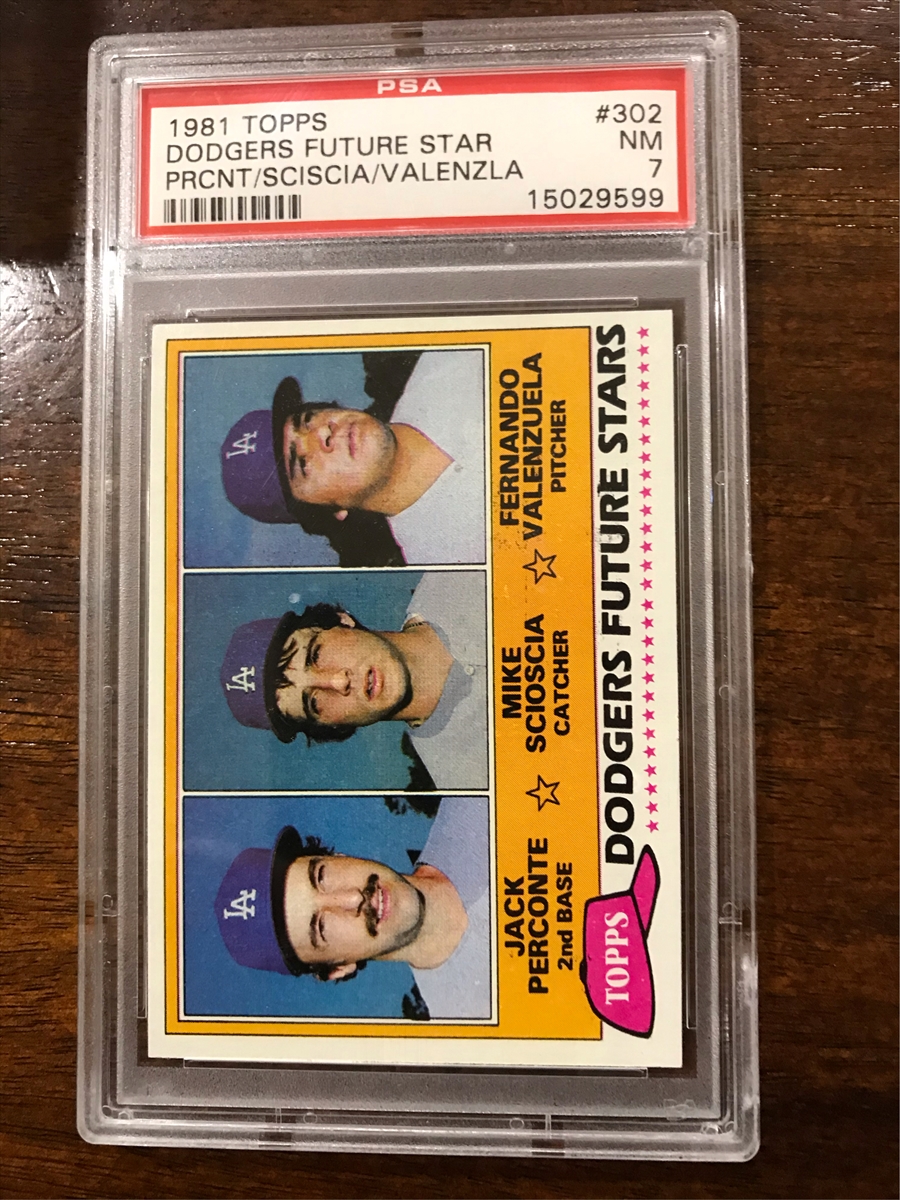 PSA
1981 TOPPS #302
DODGERS FUTURE STAR NM
PRCNT/SCISCIA/VALENZLA 7
15029599
LA
LA
LA
JACK
PERCONTE
2nd BASE
MIKE
SCIOSCIA
CATCHER
FERNANDO
VALENZUELA
PITCHER
TOPPS
DODGERS FUTURE STARS